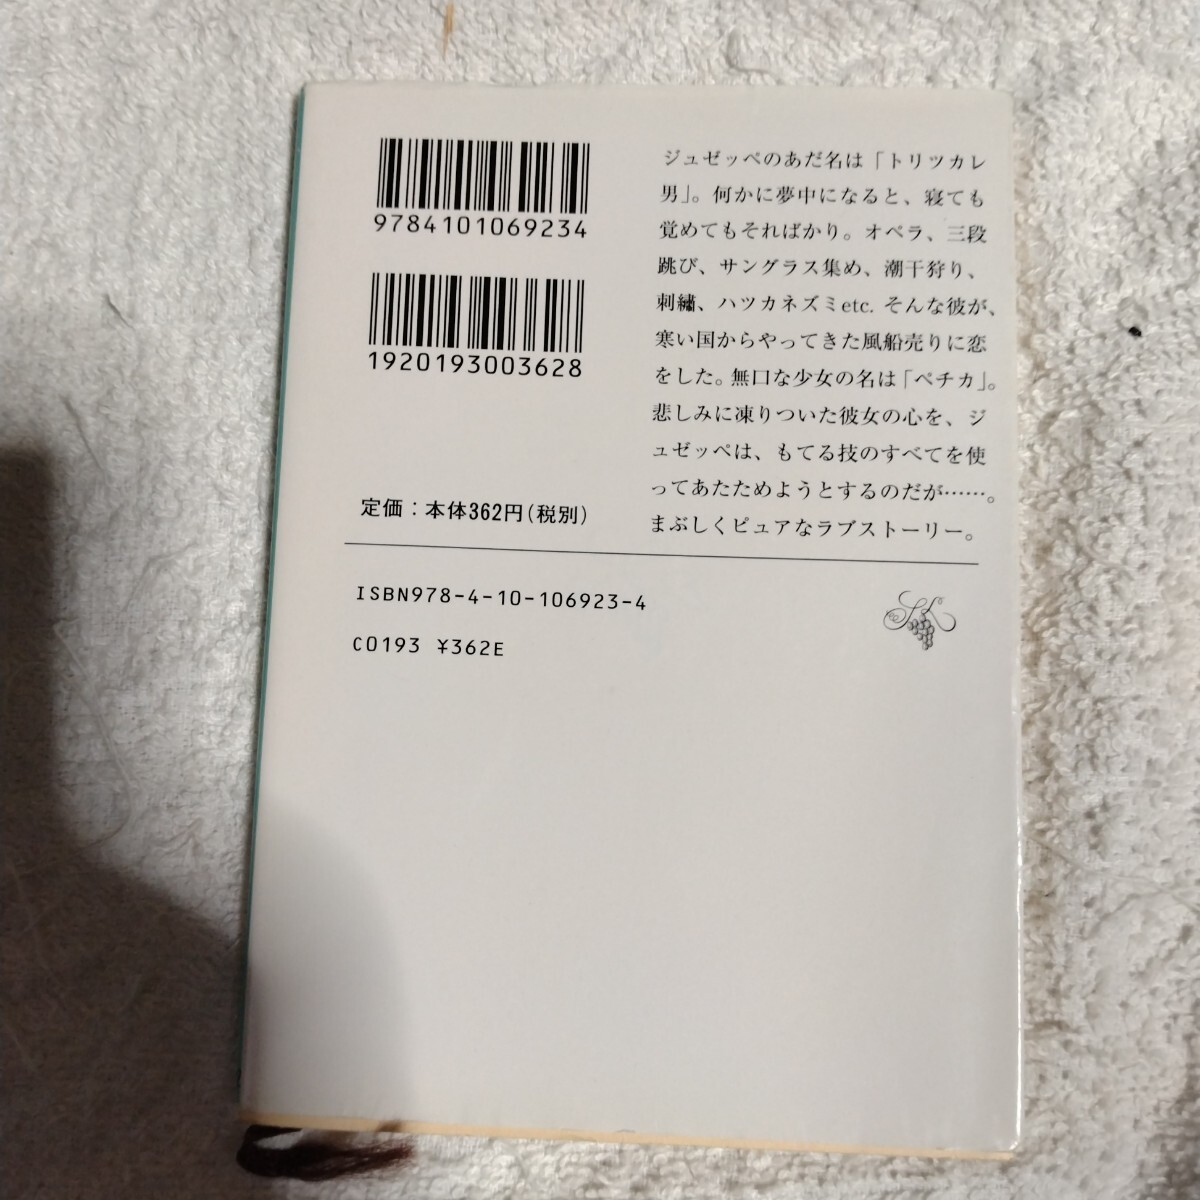 9784101069234
1920193003628
定価：本体362円(税別)
ジュゼッペのあだ名は「トリツカレ
男」。何かに夢中になると、寝ても
覚めてもそればかり。オペラ、三段
跳び、サングラス集め、潮干狩り、
刺繡、ハツカネズミetc. そんな彼が、
寒い国からやってきた風船売りに恋
をした。無口な少女の名は「ペチカ」。
悲しみに凍りついた彼女の心を、ジ
ュゼッペは、もてる技のすべてを使
ってあたためようとするのだが……。
まぶしくピュアなラブストーリー。
ISBN978-4-10-106923-4
C0193 ¥362E